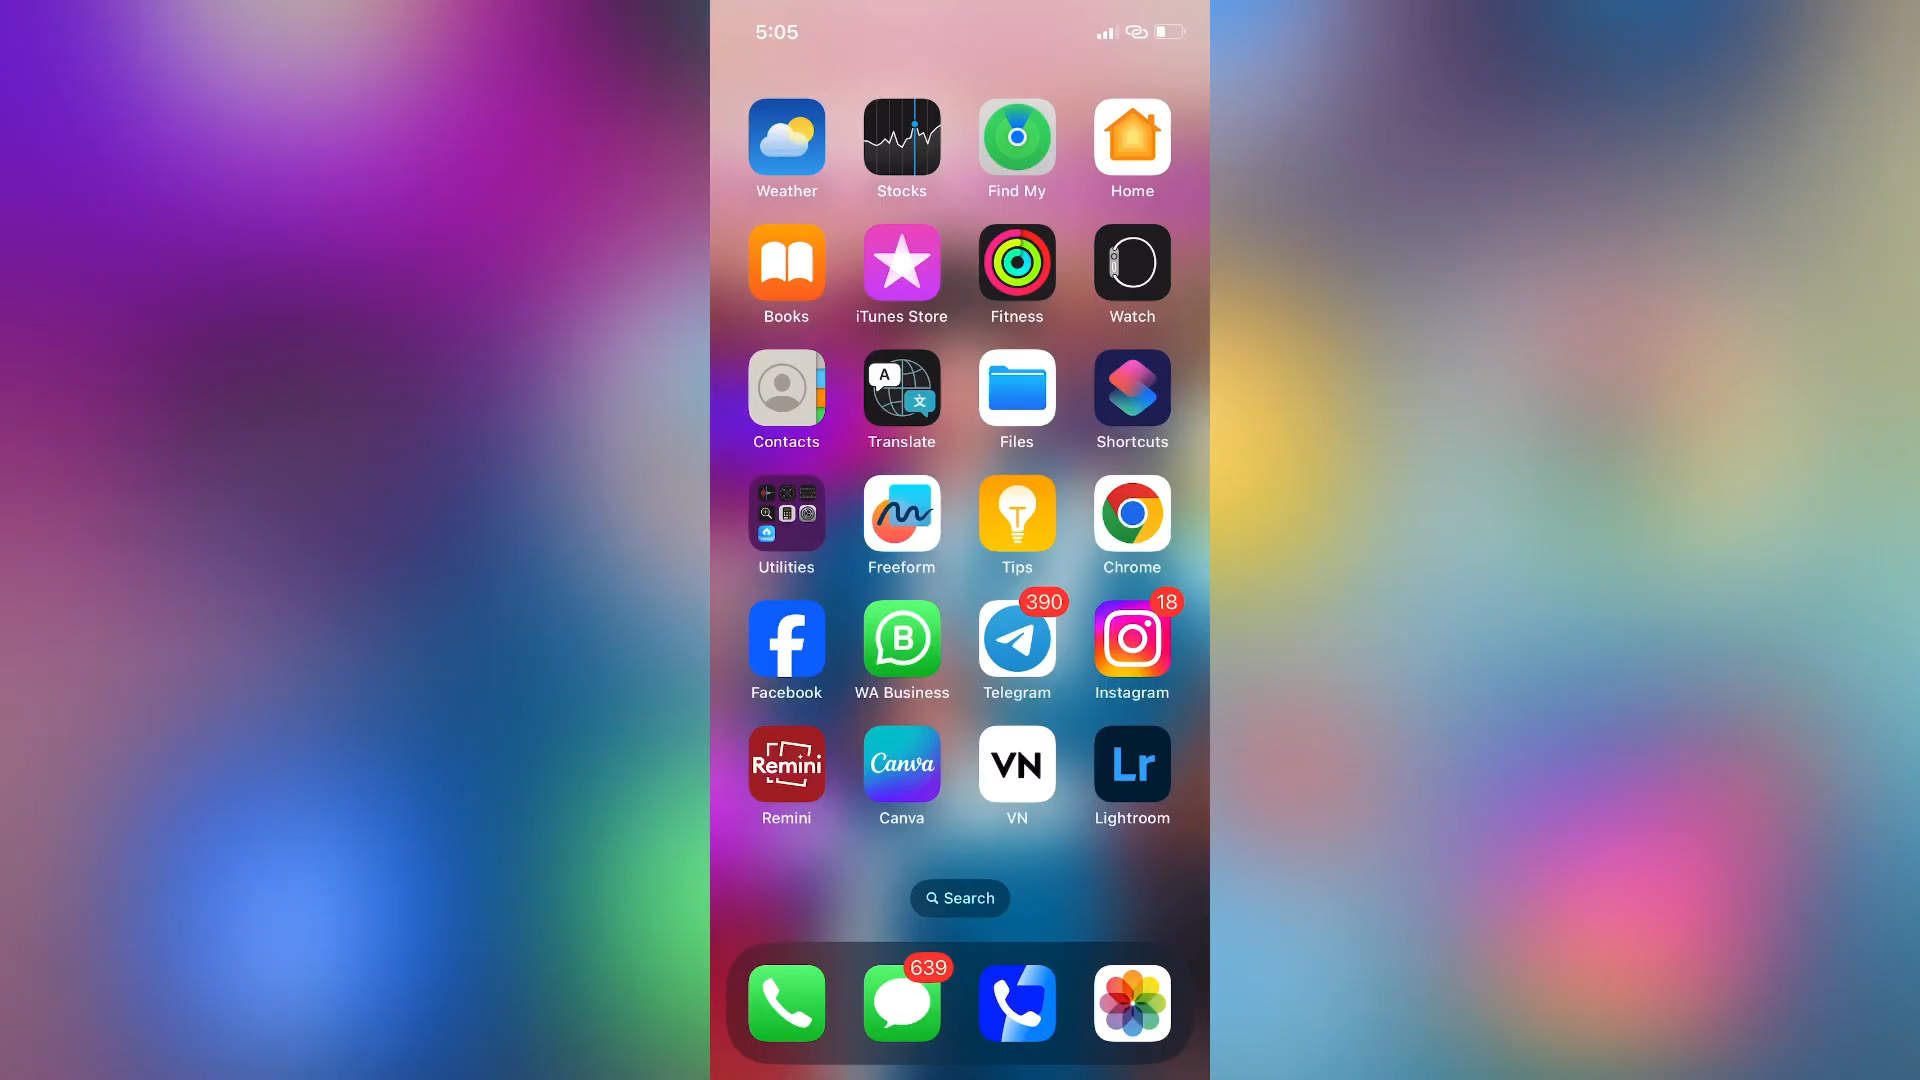 5:05
Weather Stocks Find My Home
Books iTunes Store Fitness Watch
A
文
Contacts Translate Files Shortcuts
T
Utilities Freeform Tips Chrome
390 18
B
Facebook WA Business Telegram Instagram
Remini Canva VN Lr
Remini Canva VN Lightroom
Search
639